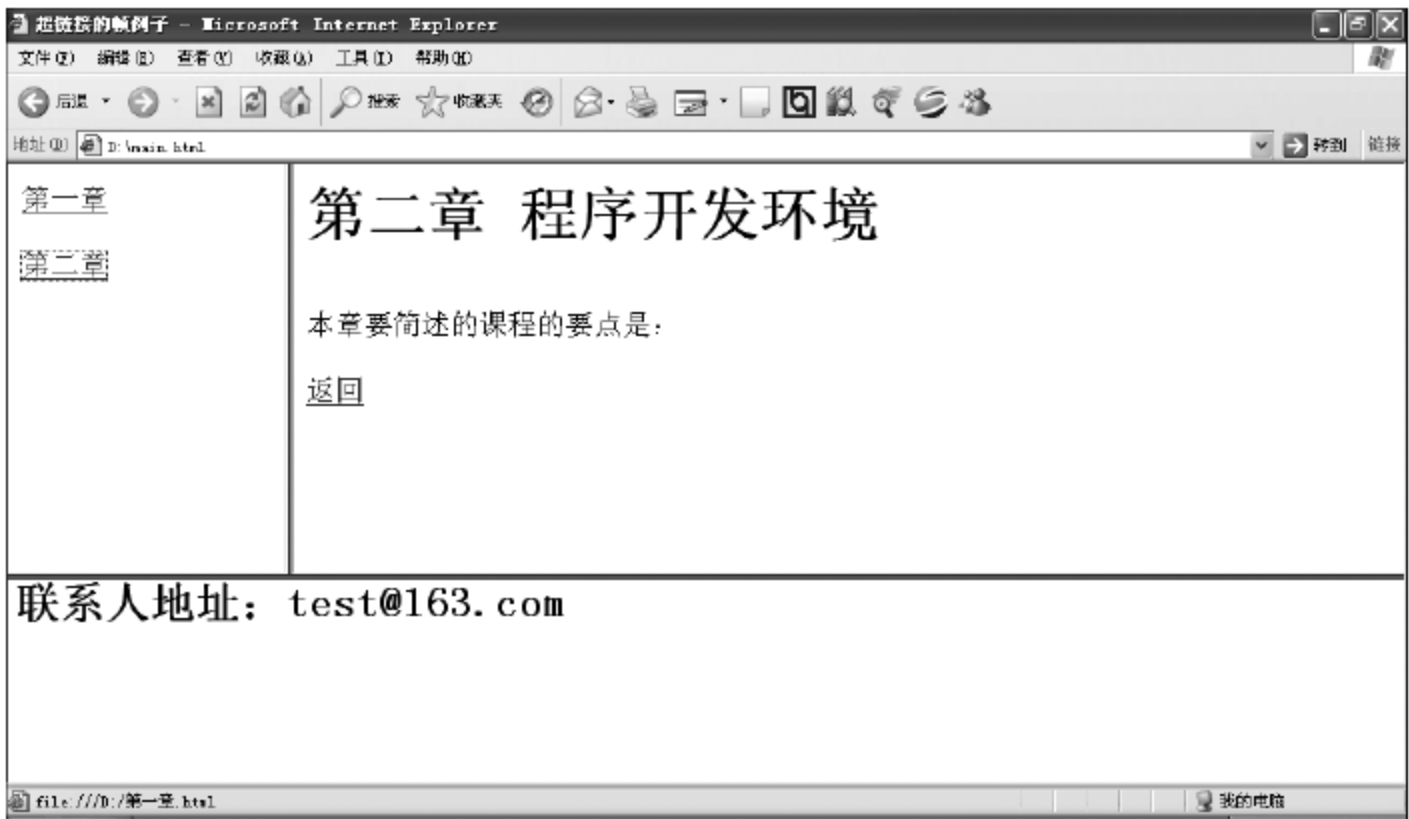 超链接的帧例子 - Microsoft Internet Explorer
文件(F) 编辑(E) 查看(V) 收藏(A) 工具(T) 帮助(H)
后退 搜索 收藏夹
地址(D) D:\main.html 转到 链接
第一章
第二章
第二章 程序开发环境
本章要简述的课程的要点是：
返回
联系人地址：test@163.com
file:///D:/第一章.html 我的电脑